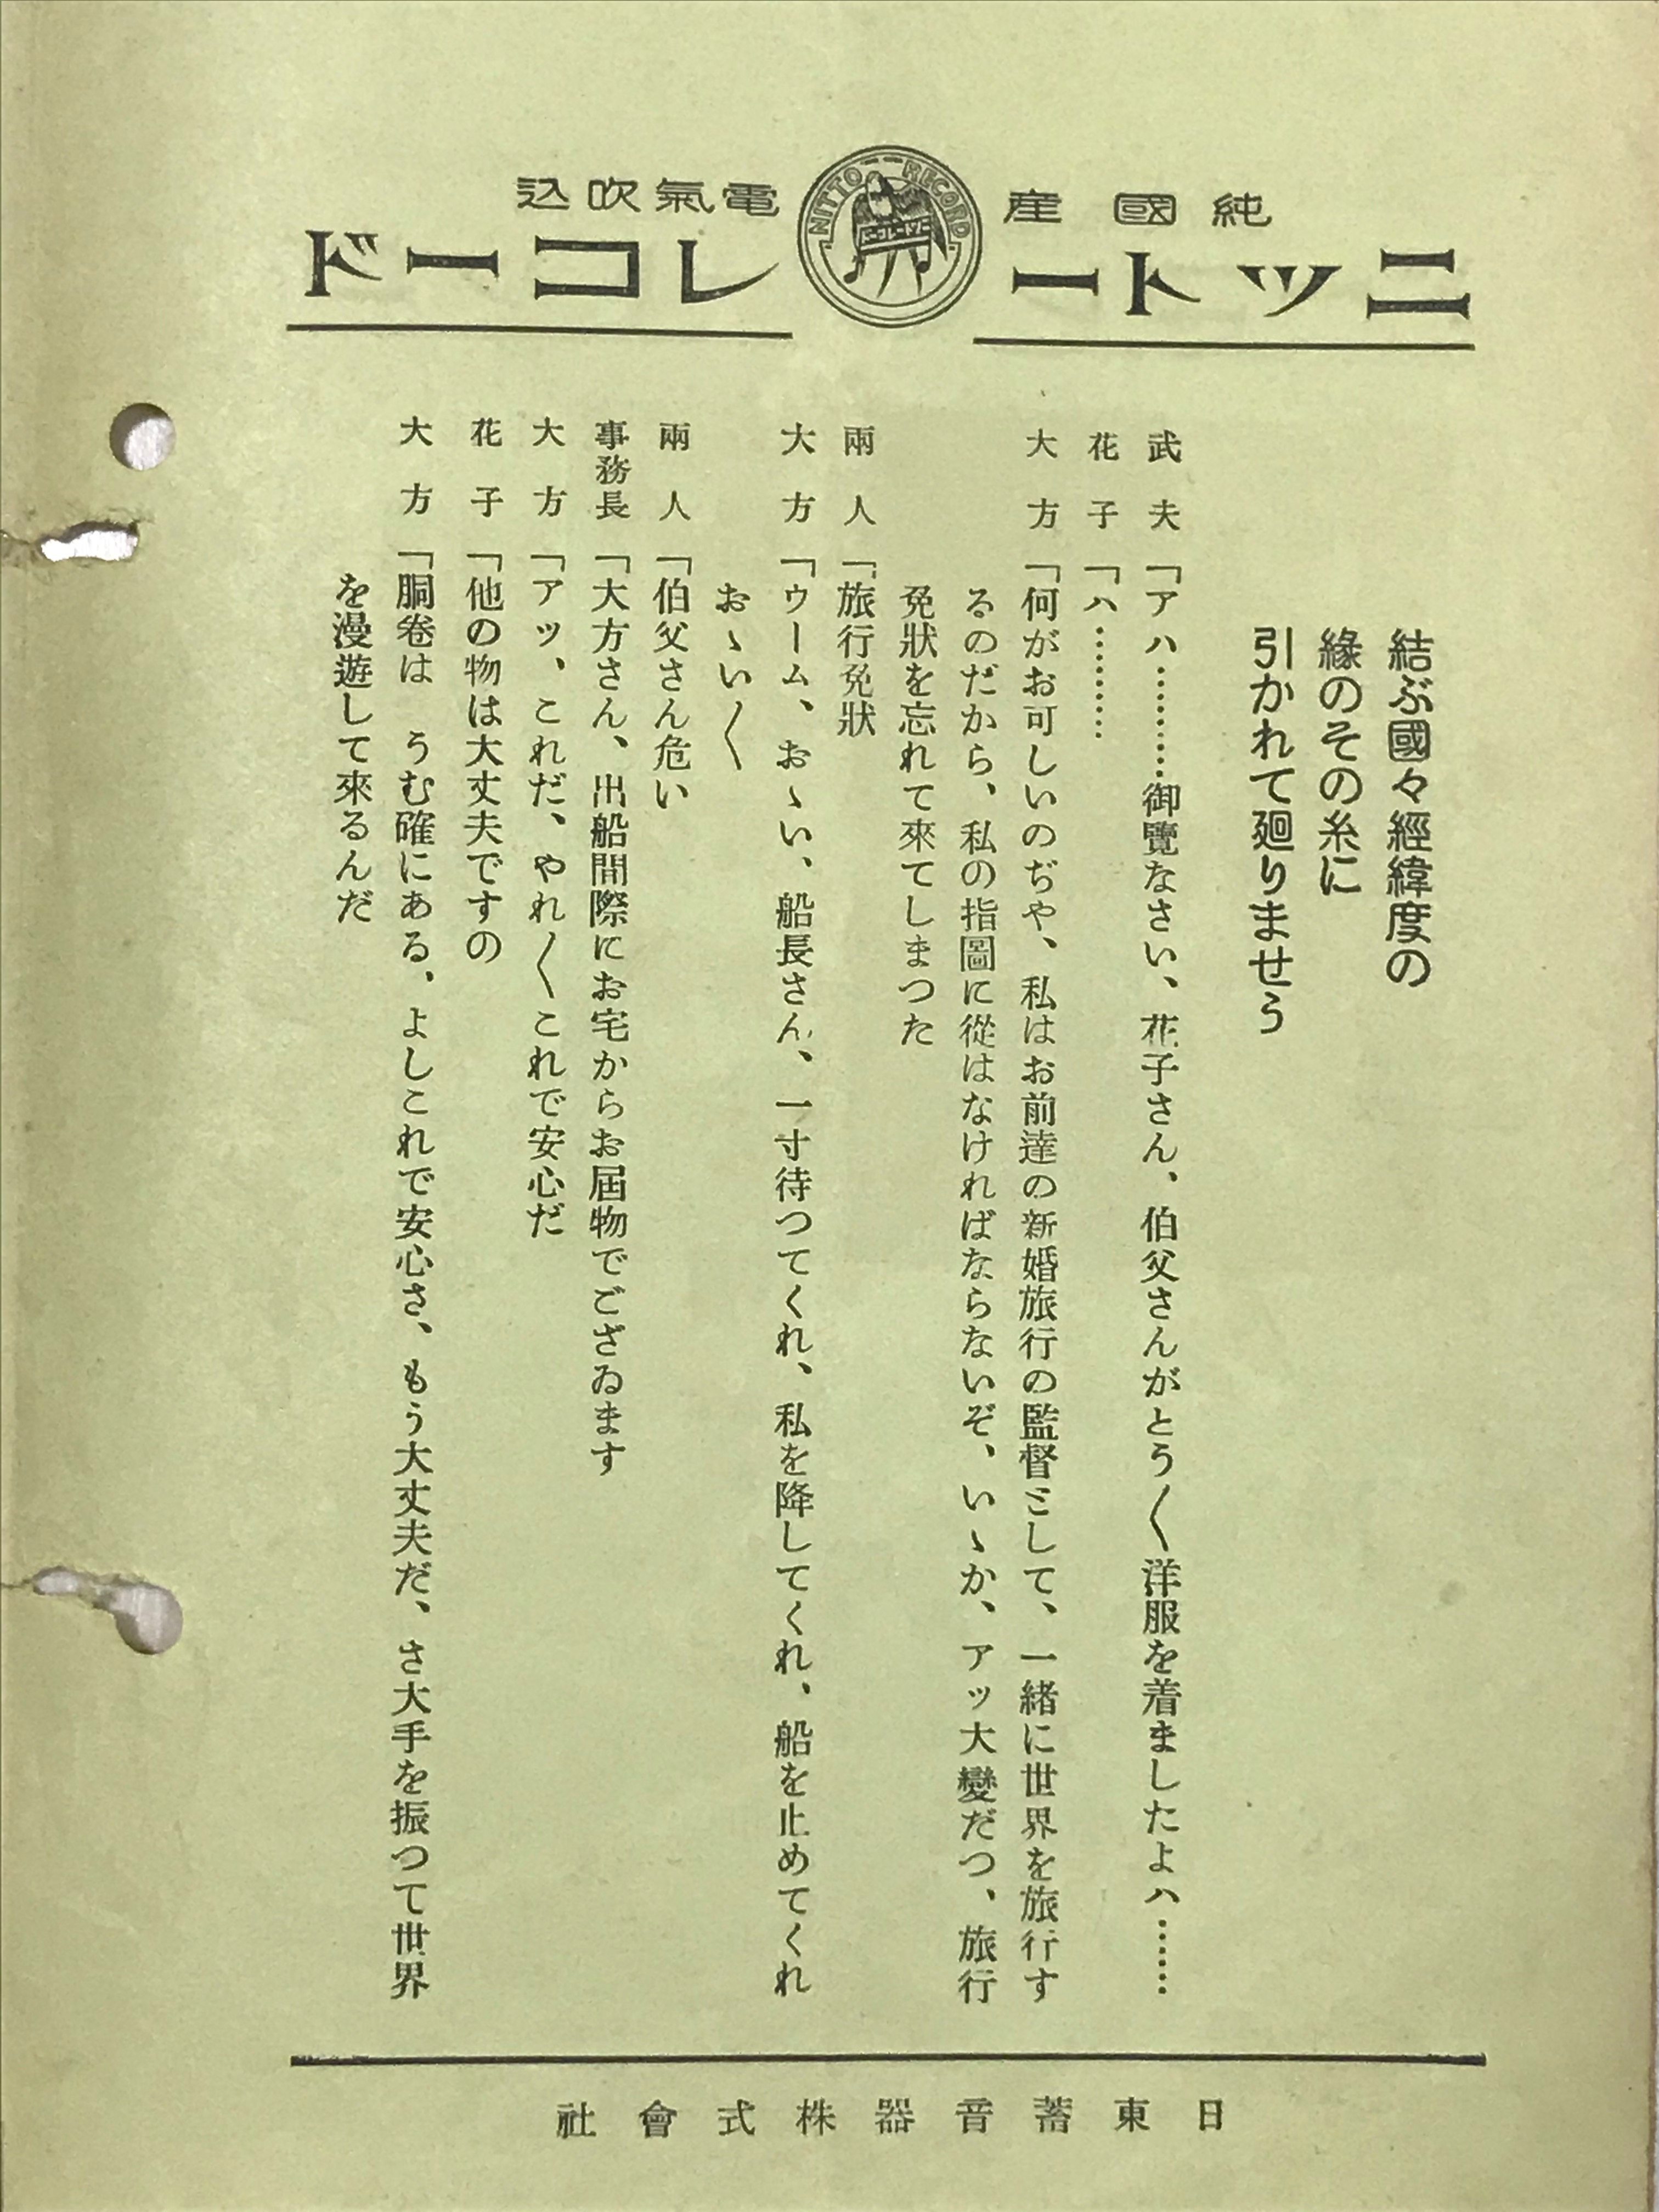 純國産
電氣吹込
ニットーレコード
NITTO RECORD
結ぶ國々經緯度の
緣のその糸に
引かれて廻りませう
武夫「アハ…………御覽なさい、花子さん、伯父さんがとう〱洋服を着ましたよハ……
花子「ハ…………
大方「何がお可しいのぢや、私はお前達の新婚旅行の監督として、一緒に世界を旅行す
るのだから、私の指圖に從はなければならないぞ、いゝか、アッ大變だつ、旅行
免狀を忘れて來てしまつた
兩人「旅行免狀
大方「ウーム、おゝい、船長さん、一寸待つてくれ、私を降してくれ、船を止めてくれ
おゝい〱
兩人「伯父さん危い
事務長「大方さん、出船間際にお宅からお届物でござゐます
大方「アッ、これだ、やれ〱これで安心だ
花子「他の物は大丈夫ですの
大方「胴卷は　うむ確にある、よしこれで安心さ、もう大丈夫だ、さ大手を振つて世界
を漫遊して來るんだ
日東蓄音器株式會社